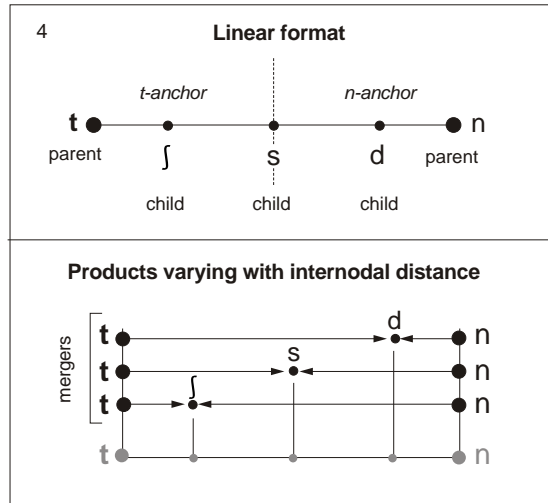 4
Linear format
t-anchor n-anchor
t n
parent ʃ s d parent
child child child
Products varying with internodal distance
mergers
t d n
t s n
t ʃ n
t n